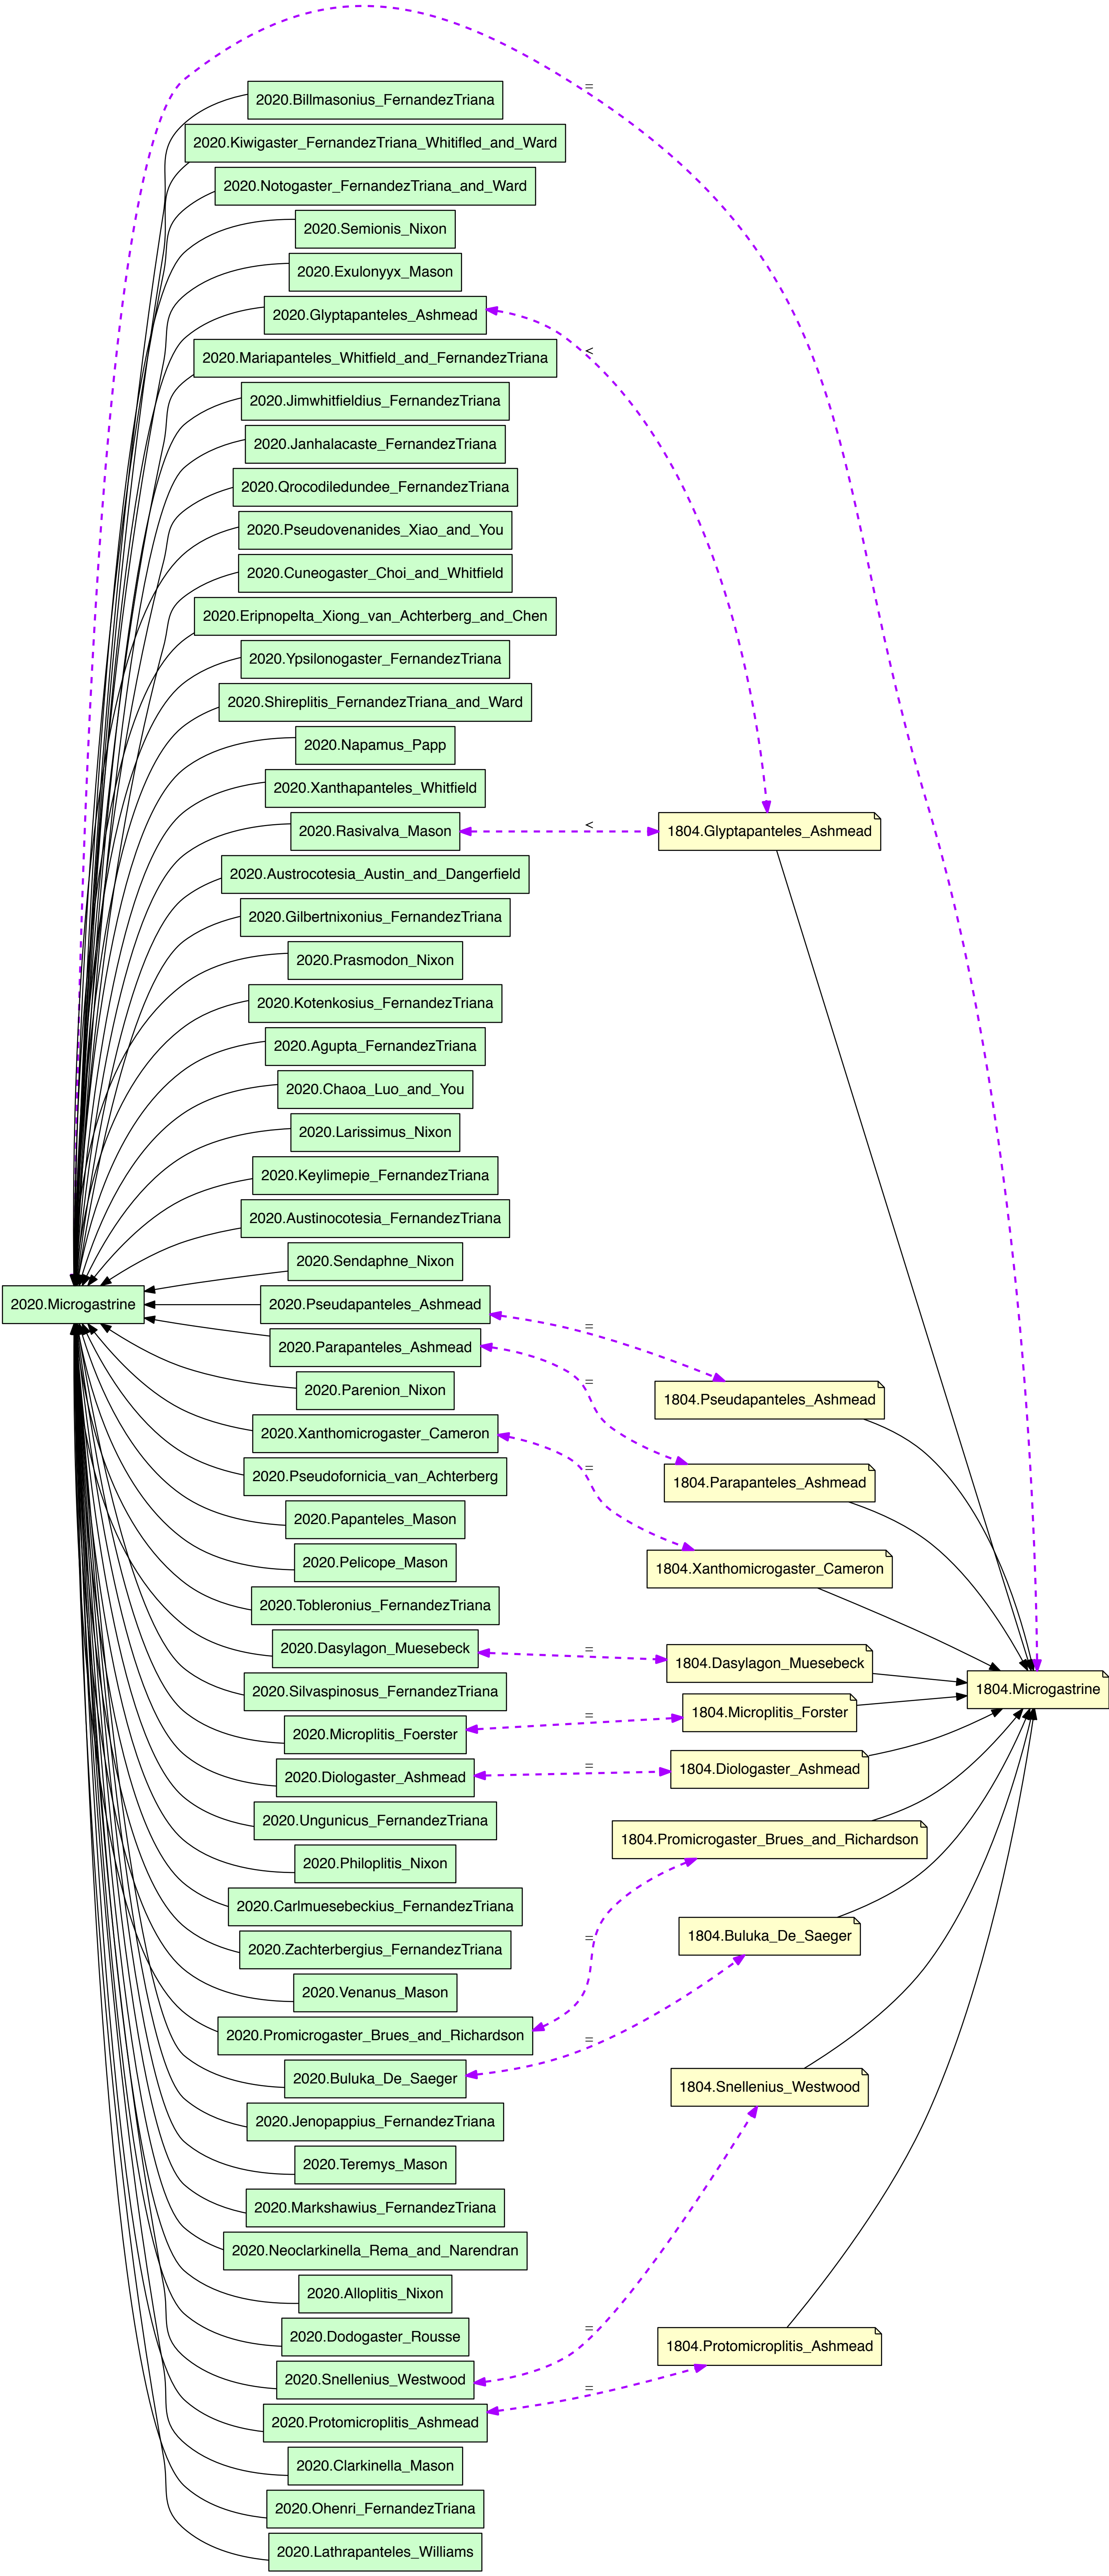 =
2020.Billmasonius_FernandezTriana
2020.Kiwigaster_FernandezTriana_Whitifled_and_Ward
2020.Notogaster_FernandezTriana_and_Ward
2020.Semionis_Nixon
2020.Exulonyyx_Mason
2020.Glyptapanteles_Ashmead
<
2020.Mariapanteles_Whitfield_and_FernandezTriana
2020.Jimwhitfieldius_FernandezTriana
2020.Janhalacaste_FernandezTriana
2020.Qrocodiledundee_FernandezTriana
2020.Pseudovenanides_Xiao_and_You
2020.Cuneogaster_Choi_and_Whitfield
2020.Eripnopelta_Xiong_van_Achterberg_and_Chen
2020.Ypsilonogaster_FernandezTriana
2020.Shireplitis_FernandezTriana_and_Ward
2020.Napamus_Papp
2020.Xanthapanteles_Whitfield
2020.Rasivalva_Mason
<
1804.Glyptapanteles_Ashmead
2020.Austrocotesia_Austin_and_Dangerfield
2020.Gilbertnixonius_FernandezTriana
2020.Prasmodon_Nixon
2020.Kotenkosius_FernandezTriana
2020.Agupta_FernandezTriana
2020.Chaoa_Luo_and_You
2020.Larissimus_Nixon
2020.Keylimepie_FernandezTriana
2020.Austinocotesia_FernandezTriana
2020.Sendaphne_Nixon
2020.Microgastrine
2020.Pseudapanteles_Ashmead
=
2020.Parapanteles_Ashmead
=
2020.Parenion_Nixon
1804.Pseudapanteles_Ashmead
2020.Xanthomicrogaster_Cameron
=
2020.Pseudofornicia_van_Achterberg
1804.Parapanteles_Ashmead
2020.Papanteles_Mason
2020.Pelicope_Mason
1804.Xanthomicrogaster_Cameron
2020.Tobleronius_FernandezTriana
2020.Dasylagon_Muesebeck
=
1804.Dasylagon_Muesebeck
2020.Silvaspinosus_FernandezTriana
1804.Microgastrine
2020.Microplitis_Foerster
=
1804.Microplitis_Forster
2020.Diologaster_Ashmead
=
1804.Diologaster_Ashmead
2020.Ungunicus_FernandezTriana
1804.Promicrogaster_Brues_and_Richardson
2020.Philoplitis_Nixon
2020.Carlmuesebeckius_FernandezTriana
=
1804.Buluka_De_Saeger
2020.Zachterbergius_FernandezTriana
2020.Venanus_Mason
2020.Promicrogaster_Brues_and_Richardson
=
2020.Buluka_De_Saeger
1804.Snellenius_Westwood
2020.Jenopappius_FernandezTriana
2020.Teremys_Mason
2020.Markshawius_FernandezTriana
2020.Neoclarkinella_Rema_and_Narendran
2020.Alloplitis_Nixon
=
2020.Dodogaster_Rousse
1804.Protomicroplitis_Ashmead
2020.Snellenius_Westwood
=
2020.Protomicroplitis_Ashmead
2020.Clarkinella_Mason
2020.Ohenri_FernandezTriana
2020.Lathrapanteles_Williams